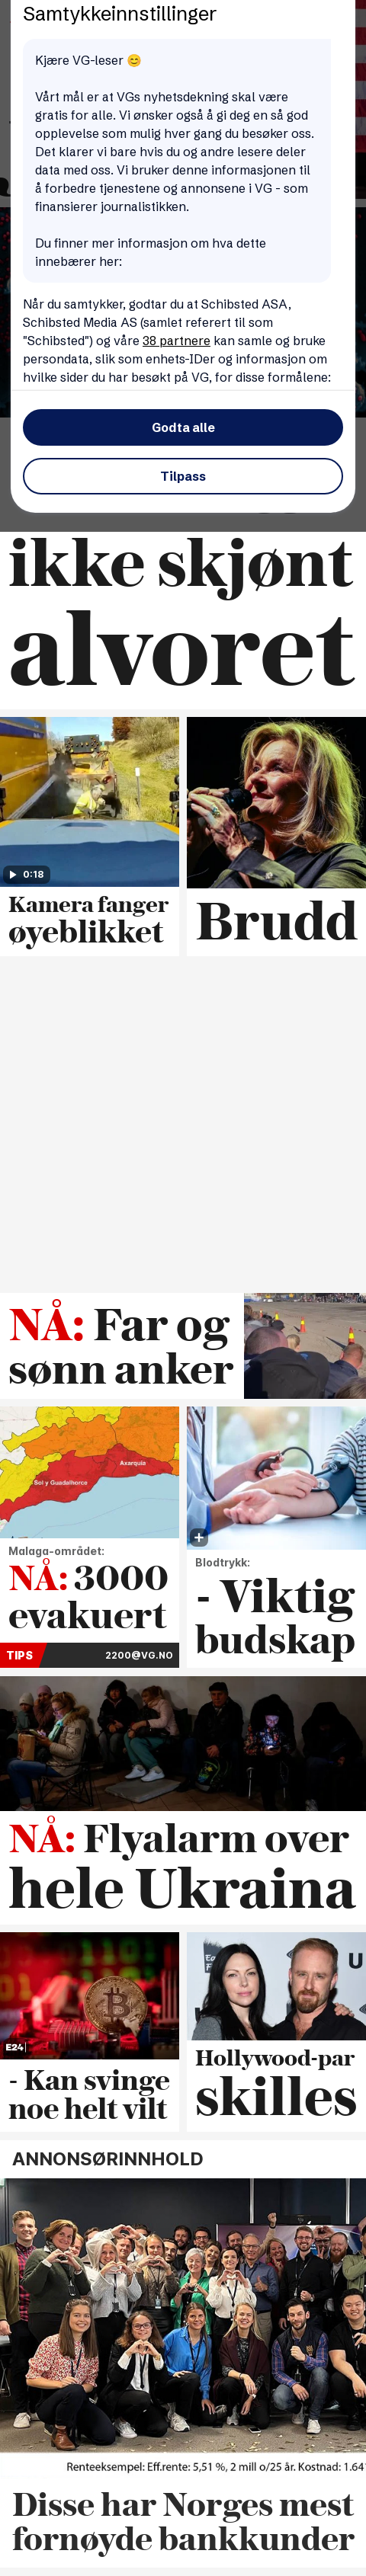 Samtykkeinnstillinger
Kjære VG-leser 😊
Vårt mål er at VGs nyhetsdekning skal være
gratis for alle. Vi ønsker også å gi deg en så god
opplevelse som mulig hver gang du besøker oss.
Det klarer vi bare hvis du og andre lesere deler
data med oss. Vi bruker denne informasjonen til
å forbedre tjenestene og annonsene i VG - som
finansierer journalistikken.
Du finner mer informasjon om hva dette
innebærer her:
Når du samtykker, godtar du at Schibsted ASA,
Schibsted Media AS (samlet referert til som
"Schibsted") og våre 38 partnere kan samle og bruke
persondata, slik som enhets-IDer og informasjon om
hvilke sider du har besøkt på VG, for disse formålene:
Godta alle
Tilpass
ikke skjønt
alvoret
0:18
Kamera fanger
øyeblikket
Brudd
NÅ: Far og
sønn anker
Axarquía
Sol y Guadalhorce
Malaga-området:
NÅ: 3000
evakuert
TIPS
2200@VG.NO
Blodtrykk:
- Viktig
budskap
NÅ: Flyalarm over
hele Ukraina
E24
- Kan svinge
noe helt vilt
Hollywood-par
skilles
ANNONSØRINNHOLD
Renteeksempel: Eff.rente: 5,51 %, 2 mill o/25 år. Kostnad: 1.64
Disse har Norges mest
fornøyde bankkunder